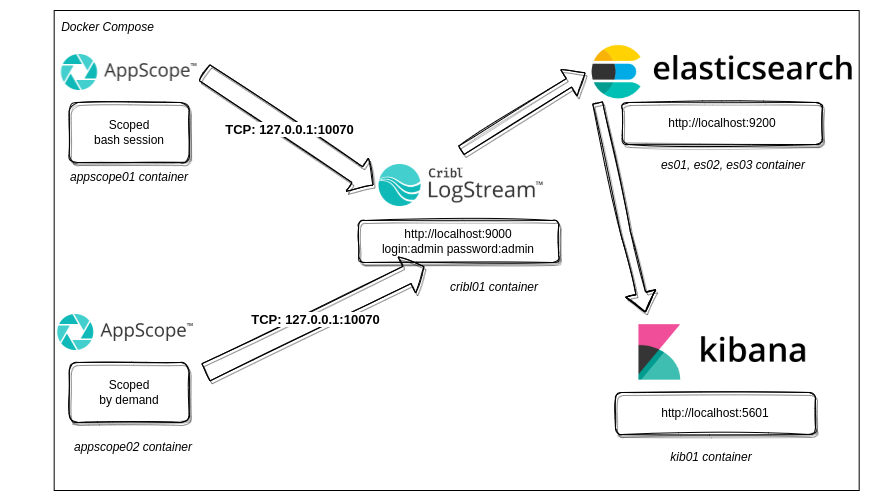 Docker Compose
AppScope™
Scoped
bash session
appscope01 container
TCP: 127.0.0.1:10070
Cribl
LogStream™
http://localhost:9000
login:admin password:admin
cribl01 container
elasticsearch
http://localhost:9200
es01, es02, es03 container
AppScope™
Scoped
by demand
appscope02 container
TCP: 127.0.0.1:10070
kibana
http://localhost:5601
kib01 container